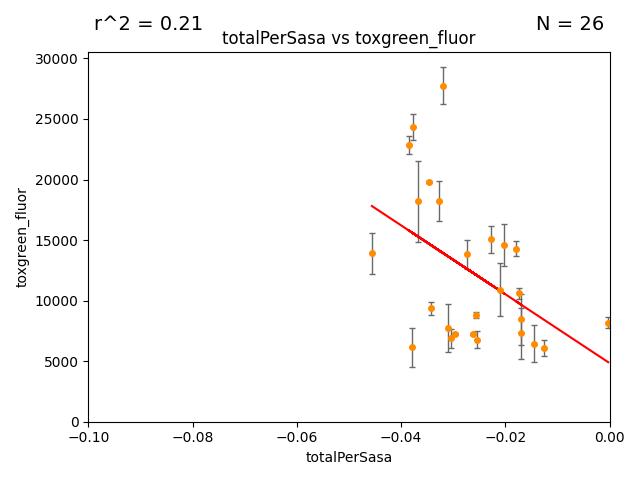 r^2 = 0.21
N = 26
totalPerSasa vs toxgreen_fluor
30000
25000
20000
15000
10000
5000
0
toxgreen_fluor
−0.10
−0.08
−0.06
−0.04
−0.02
0.00
totalPerSasa